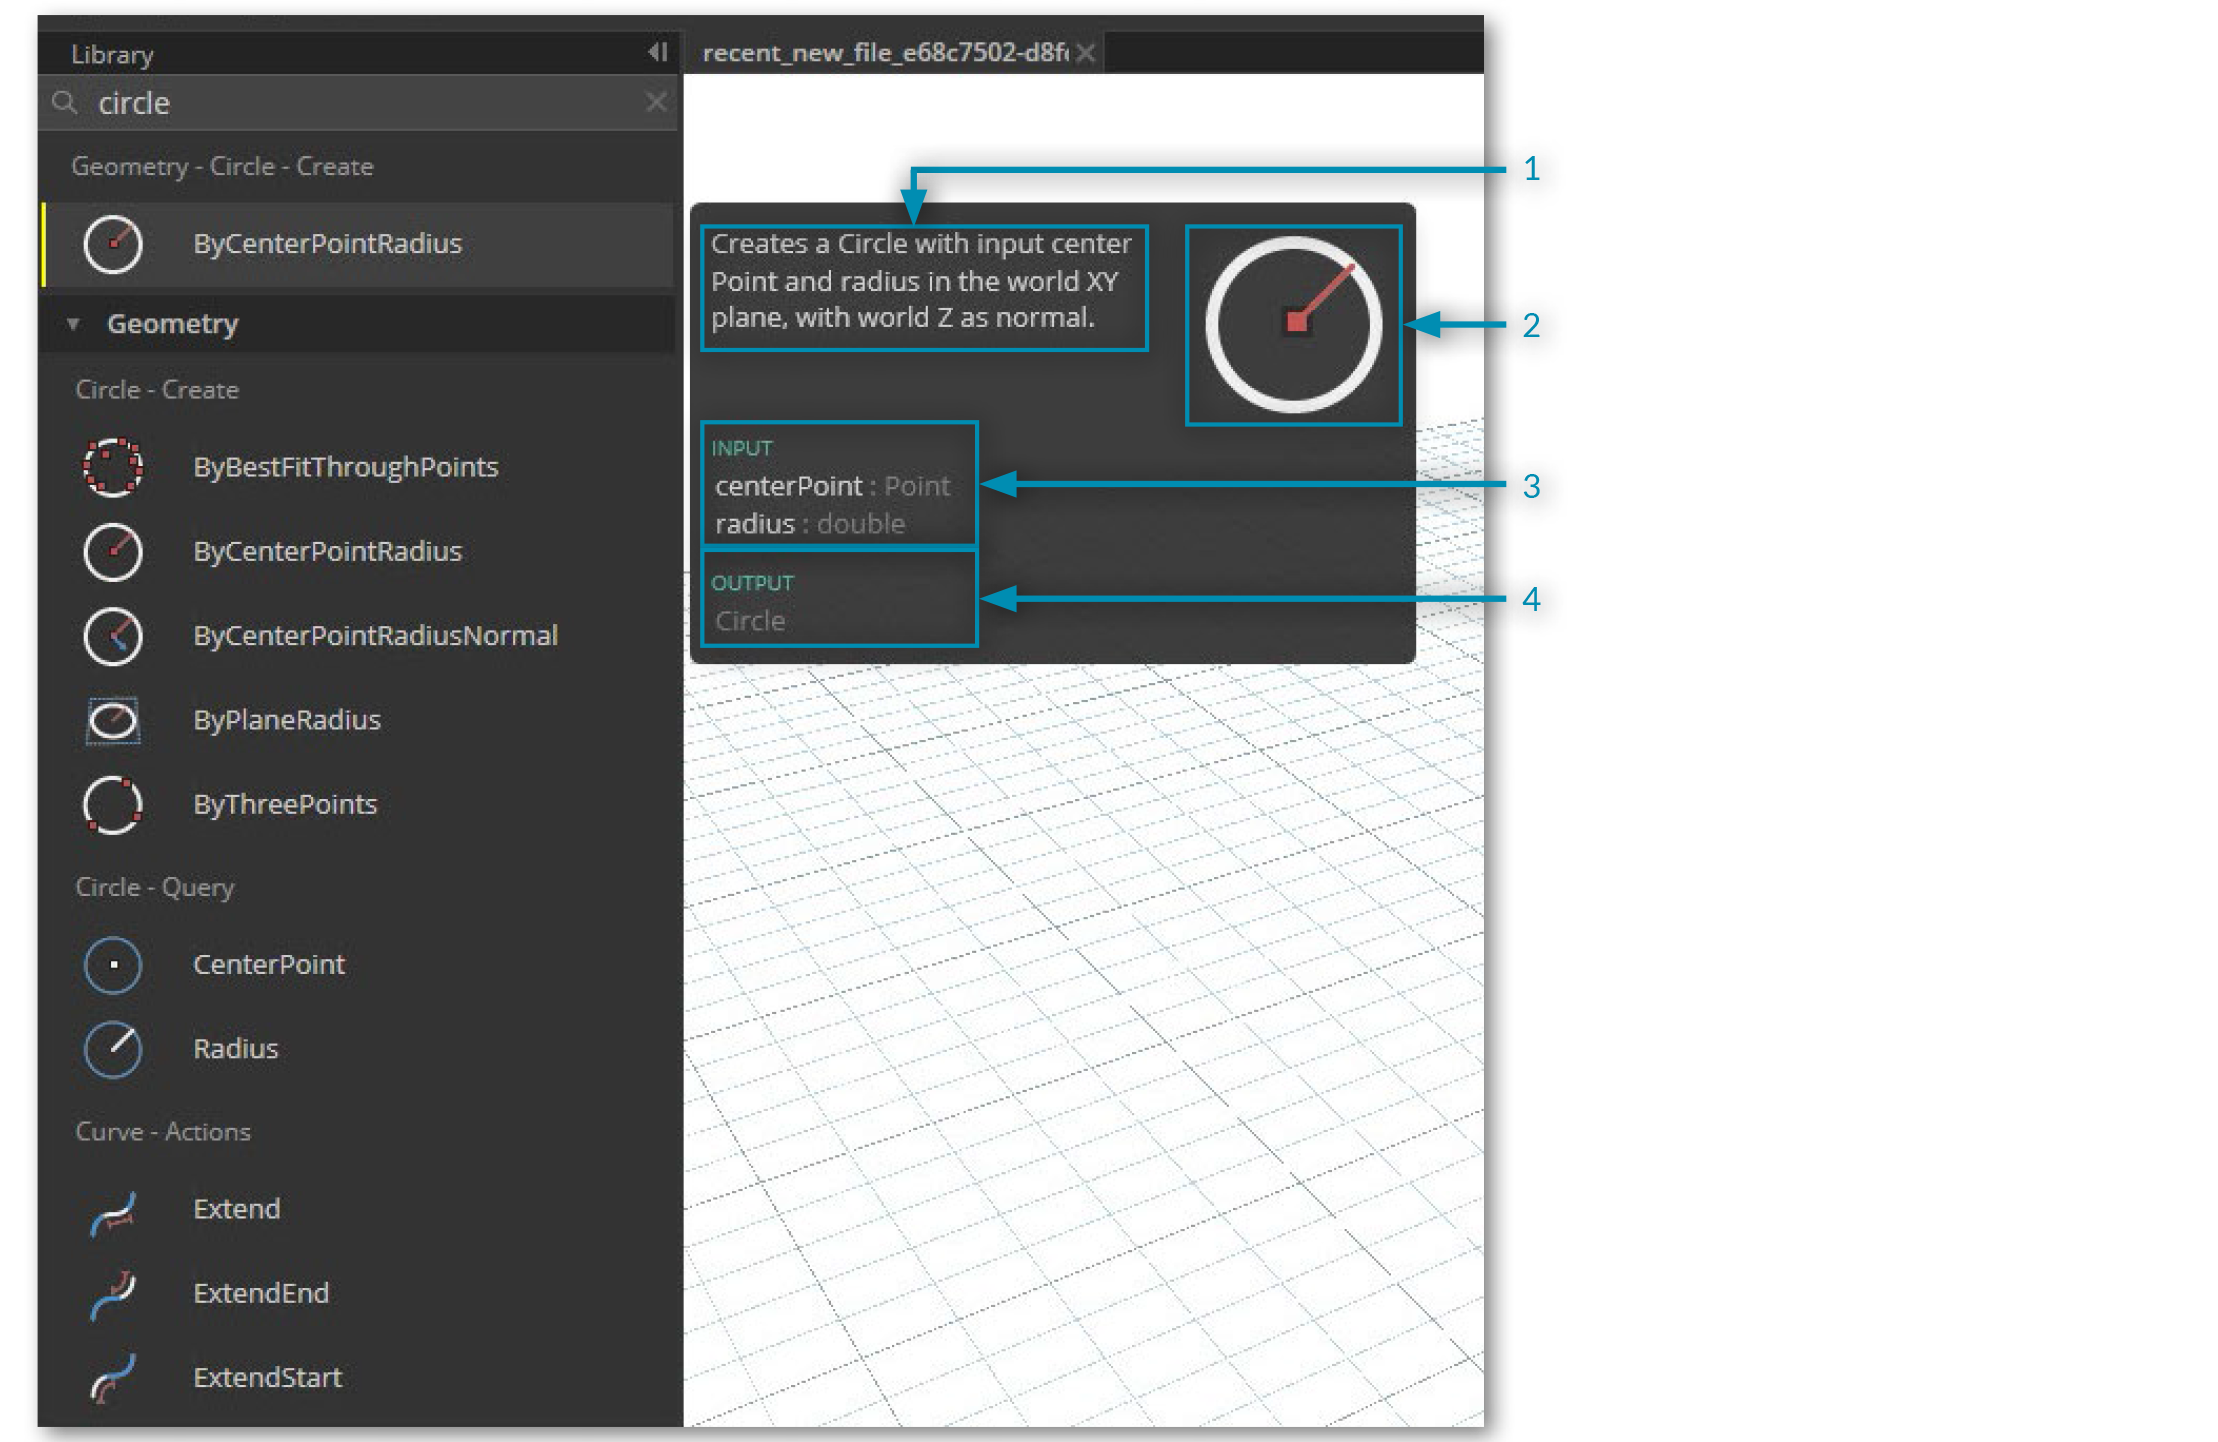 Library
circle
Geometry - Circle - Create
ByCenterPointRadius
Geometry
Circle - Create
ByBestFitThroughPoints
ByCenterPointRadius
ByCenterPointRadiusNormal
ByPlaneRadius
ByThreePoints
Circle - Query
CenterPoint
Radius
Curve - Actions
Extend
ExtendEnd
ExtendStart
recent_new_file_e68c7502-d8f
Creates a Circle with input center
Point and radius in the world XY
plane, with world Z as normal.
INPUT
centerPoint : Point
radius : double
OUTPUT
Circle
1
2
3
4